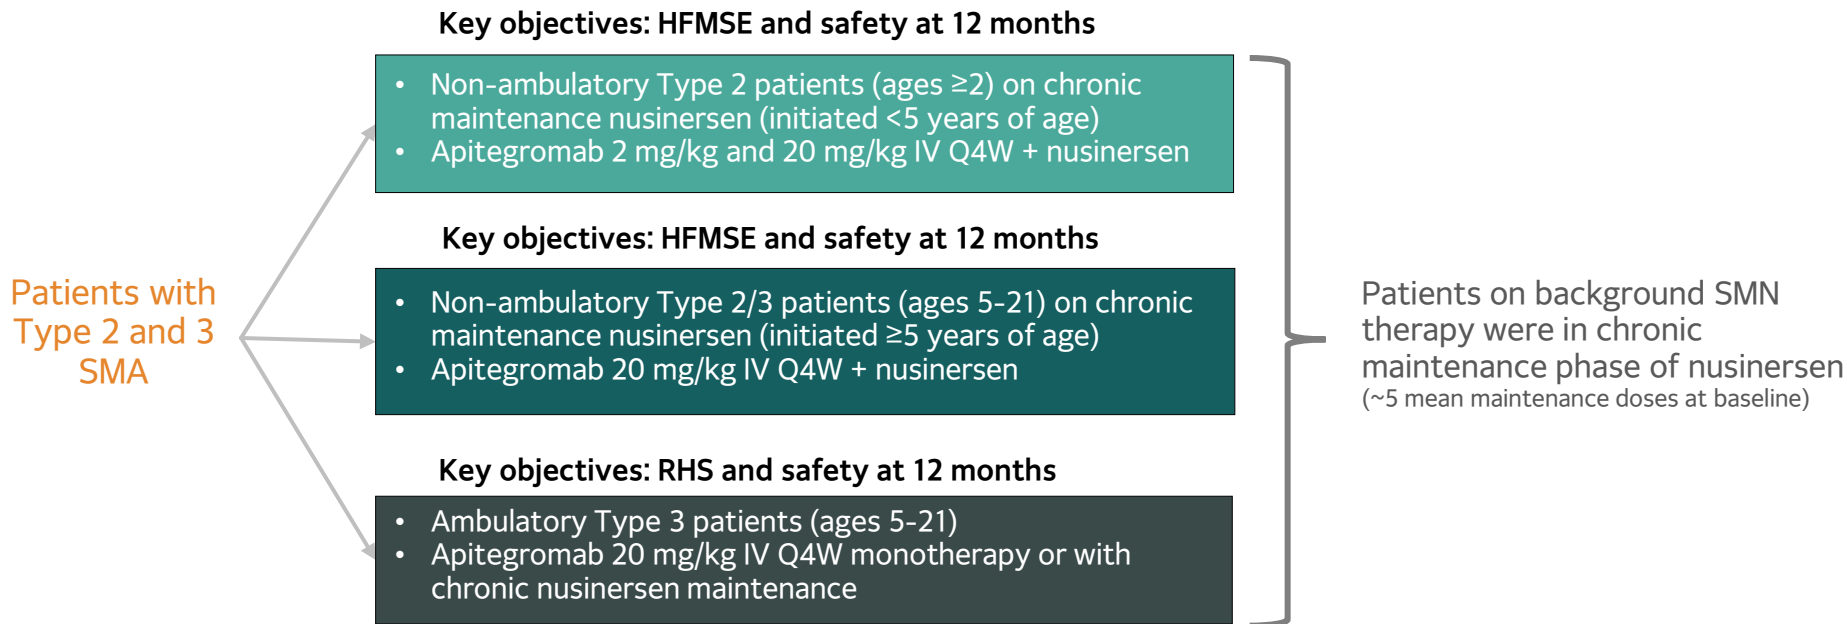 Key objectives: HFMSE and safety at 12 months
• Non-ambulatory Type 2 patients (ages ≥2) on chronic
maintenance nusinersen (initiated <5 years of age)
• Apitegromab 2 mg/kg and 20 mg/kg IV Q4W + nusinersen
Key objectives: HFMSE and safety at 12 months
Patients with
Type 2 and 3
SMA
• Non-ambulatory Type 2/3 patients (ages 5-21) on chronic
maintenance nusinersen (initiated ≥5 years of age)
• Apitegromab 20 mg/kg IV Q4W + nusinersen
Key objectives: RHS and safety at 12 months
• Ambulatory Type 3 patients (ages 5-21)
• Apitegromab 20 mg/kg IV Q4W monotherapy or with
chronic nusinersen maintenance
Patients on background SMN
therapy were in chronic
maintenance phase of nusinersen
(~5 mean maintenance doses at baseline)